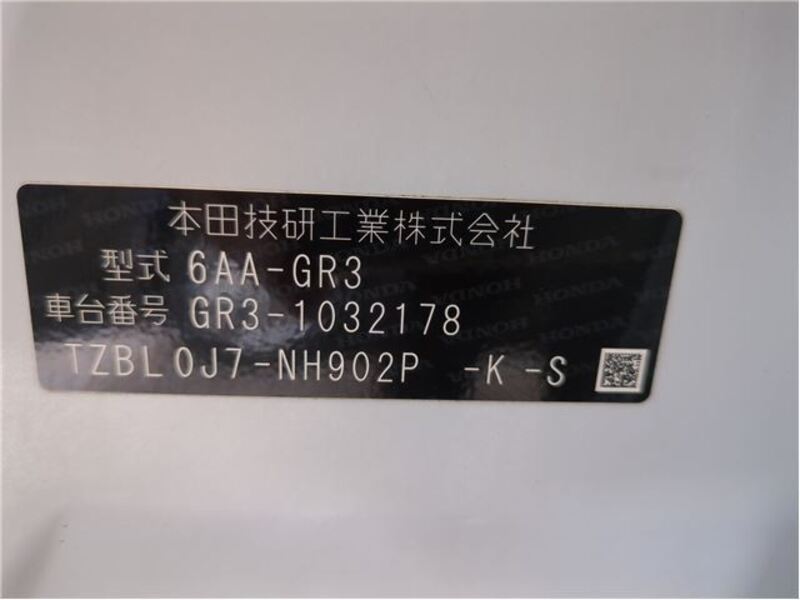 本田技研工業株式会社
型式 6AA-GR3
車台番号 GR3-1032178
TZBL0J7-NH902P -K -S